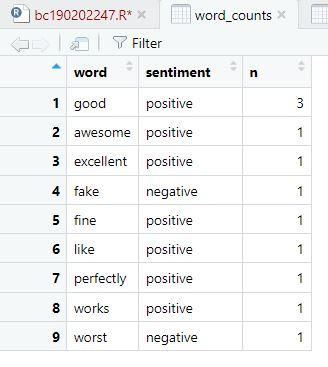 bc190202247.R* word_counts
Filter
word sentiment n
1 good positive 3
2 awesome positive 1
3 excellent positive 1
4 fake negative 1
5 fine positive 1
6 like positive 1
7 perfectly positive 1
8 works positive 1
9 worst negative 1